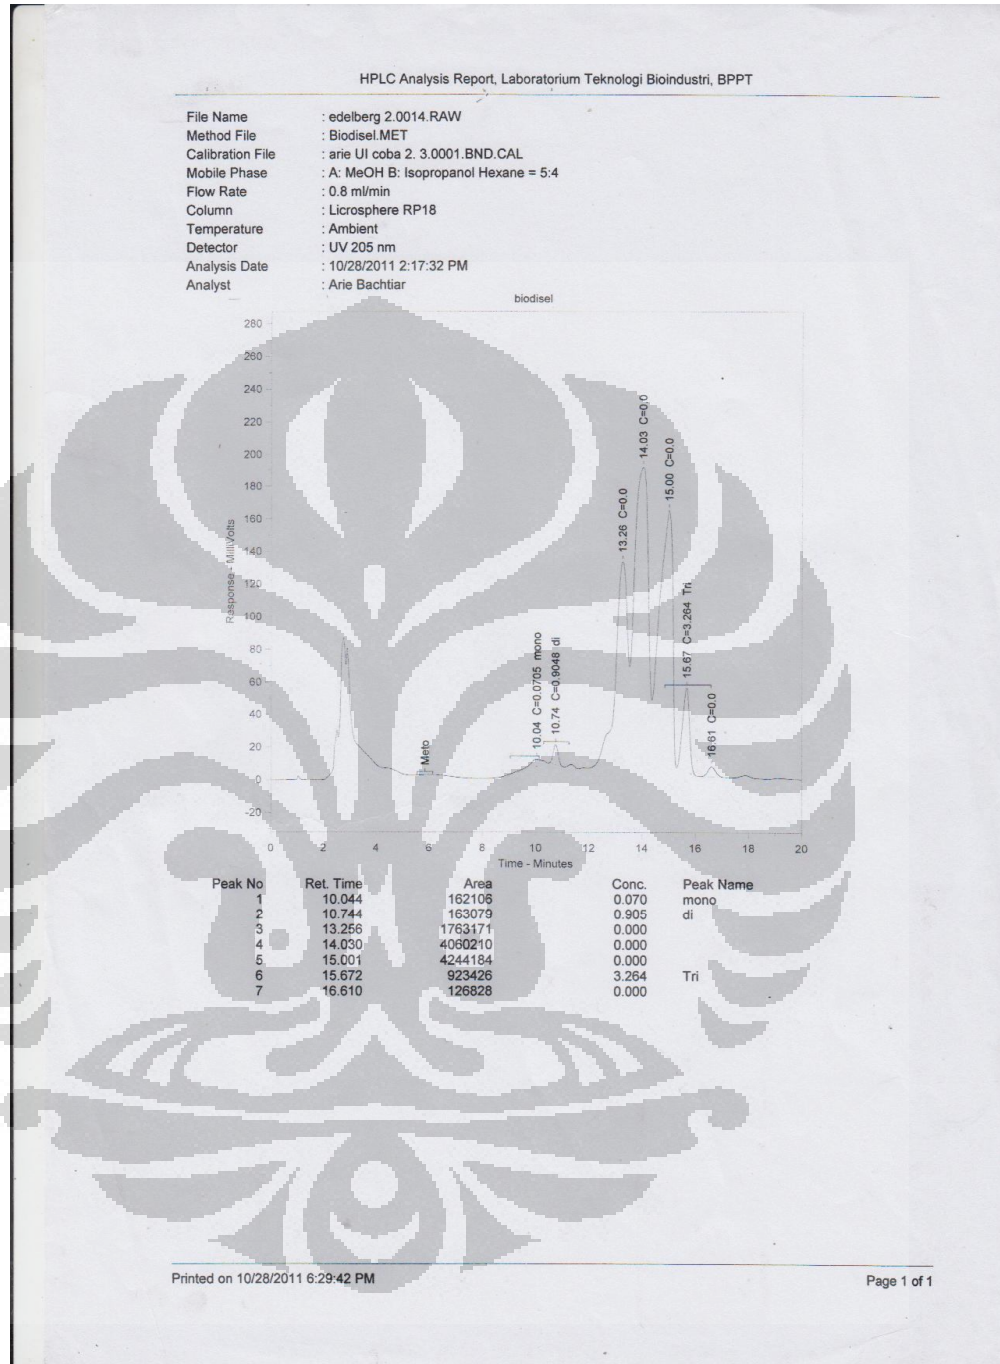 HPLC Analysis Report, Laboratorium Teknologi Bioindustri, BPPT
File Name : edelberg 2.0014.RAW
Method File : Biodisel.MET
Calibration File : arie UI coba 2. 3.0001.BND.CAL
Mobile Phase : A: MeOH B: Isopropanol Hexane = 5:4
Flow Rate : 0.8 ml/min
Column : Licrosphere RP18
Temperature : Ambient
Detector : UV 205 nm
Analysis Date : 10/28/2011 2:17:32 PM
Analyst : Arie Bachtiar
biodisel
280
260
240
220
200
180
160
140
120
100
80
60
40
20
0
-20
Response - MilliVolts
Meto
10.04 C=0.0705 mono
10.74 C=0.9048 di
13.26 C=0.0
14.03 C=0.0
15.00 C=0.0
15.67 C=3.264 Tri
16.61 C=0.0
0 2 4 6 8 10 12 14 16 18 20
Time - Minutes
Peak No Ret. Time Area Conc. Peak Name
1 10.044 162106 0.070 mono
2 10.744 163079 0.905 di
3 13.256 1763171 0.000
4 14.030 4060210 0.000
5 15.001 4244184 0.000
6 15.672 923426 3.264 Tri
7 16.610 126828 0.000
Printed on 10/28/2011 6:29:42 PM
Page 1 of 1